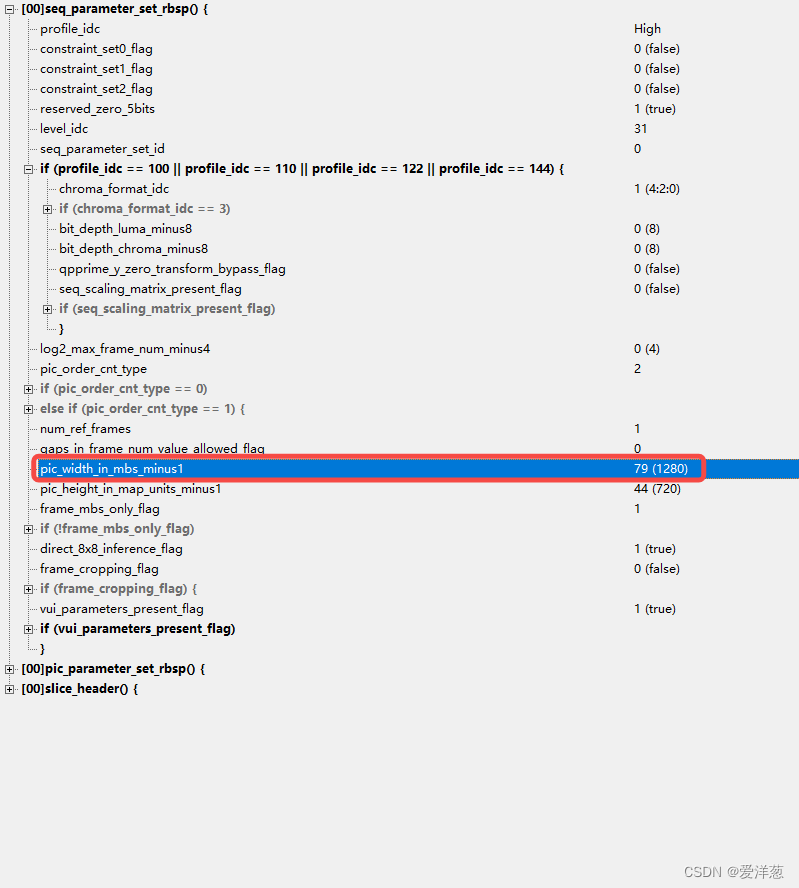 [00]seq_parameter_set_rbsp() {
profile_idc High
constraint_set0_flag 0 (false)
constraint_set1_flag 0 (false)
constraint_set2_flag 0 (false)
reserved_zero_5bits 1 (true)
level_idc 31
seq_parameter_set_id 0
if (profile_idc == 100 || profile_idc == 110 || profile_idc == 122 || profile_idc == 144) {
chroma_format_idc 1 (4:2:0)
if (chroma_format_idc == 3)
bit_depth_luma_minus8 0 (8)
bit_depth_chroma_minus8 0 (8)
qpprime_y_zero_transform_bypass_flag 0 (false)
seq_scaling_matrix_present_flag 0 (false)
if (seq_scaling_matrix_present_flag)
}
log2_max_frame_num_minus4 0 (4)
pic_order_cnt_type 2
if (pic_order_cnt_type == 0)
else if (pic_order_cnt_type == 1) {
num_ref_frames 1
gaps_in_frame_num_value_allowed_flag 0
pic_width_in_mbs_minus1 79 (1280)
pic_height_in_map_units_minus1 44 (720)
frame_mbs_only_flag 1
if (!frame_mbs_only_flag)
direct_8x8_inference_flag 1 (true)
frame_cropping_flag 0 (false)
if (frame_cropping_flag) {
vui_parameters_present_flag 1 (true)
if (vui_parameters_present_flag)
}
[00]pic_parameter_set_rbsp() {
[00]slice_header() {
CSDN @爱洋葱